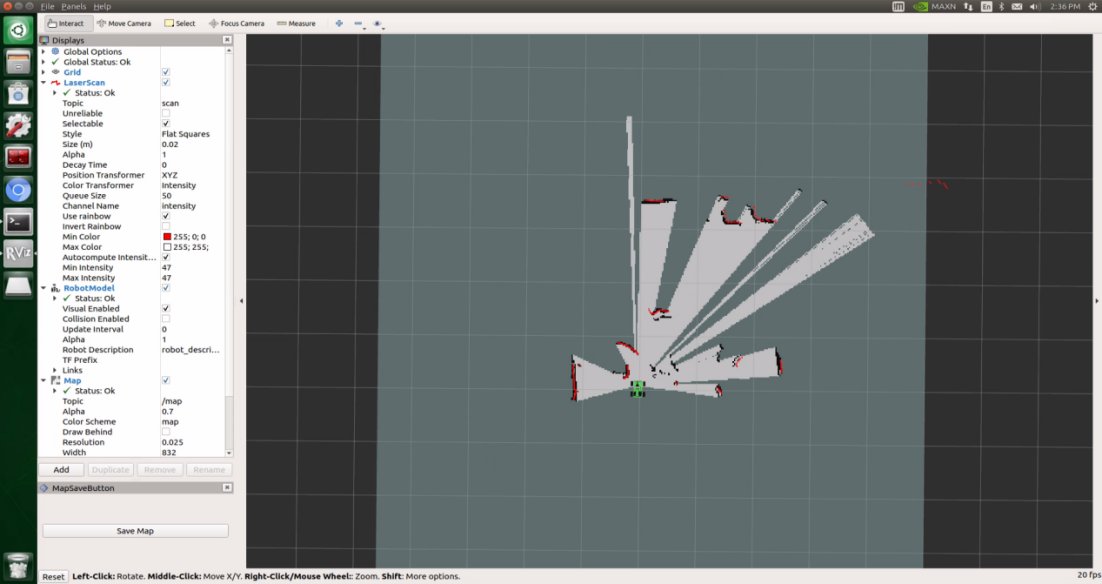 File Panels Help
MAXN En 2:36 PM
Interact Move Camera Select Focus Camera Measure
Displays
Global Options
Global Status: Ok
Grid
LaserScan
Status: Ok
Topic scan
Unreliable
Selectable
Style Flat Squares
Size (m) 0.02
Alpha 1
Decay Time 0
Position Transformer XYZ
Color Transformer Intensity
Queue Size 50
Channel Name intensity
Use rainbow
Invert Rainbow
Min Color 255; 0; 0
Max Color 255; 255;
Autocompute Intensit...
Min Intensity 47
Max Intensity 47
RobotModel
Status: Ok
Visual Enabled
Collision Enabled
Update Interval 0
Alpha 1
Robot Description robot_descri...
TF Prefix
Links
Map
Status: Ok
Topic /map
Alpha 0.7
Color Scheme map
Draw Behind
Resolution 0.025
Width 832
Add Duplicate Remove Rename
MapSaveButton
Save Map
Reset Left-Click: Rotate. Middle-Click: Move X/Y. Right-Click/Mouse Wheel:: Zoom. Shift: More options.
20 fps
RViz